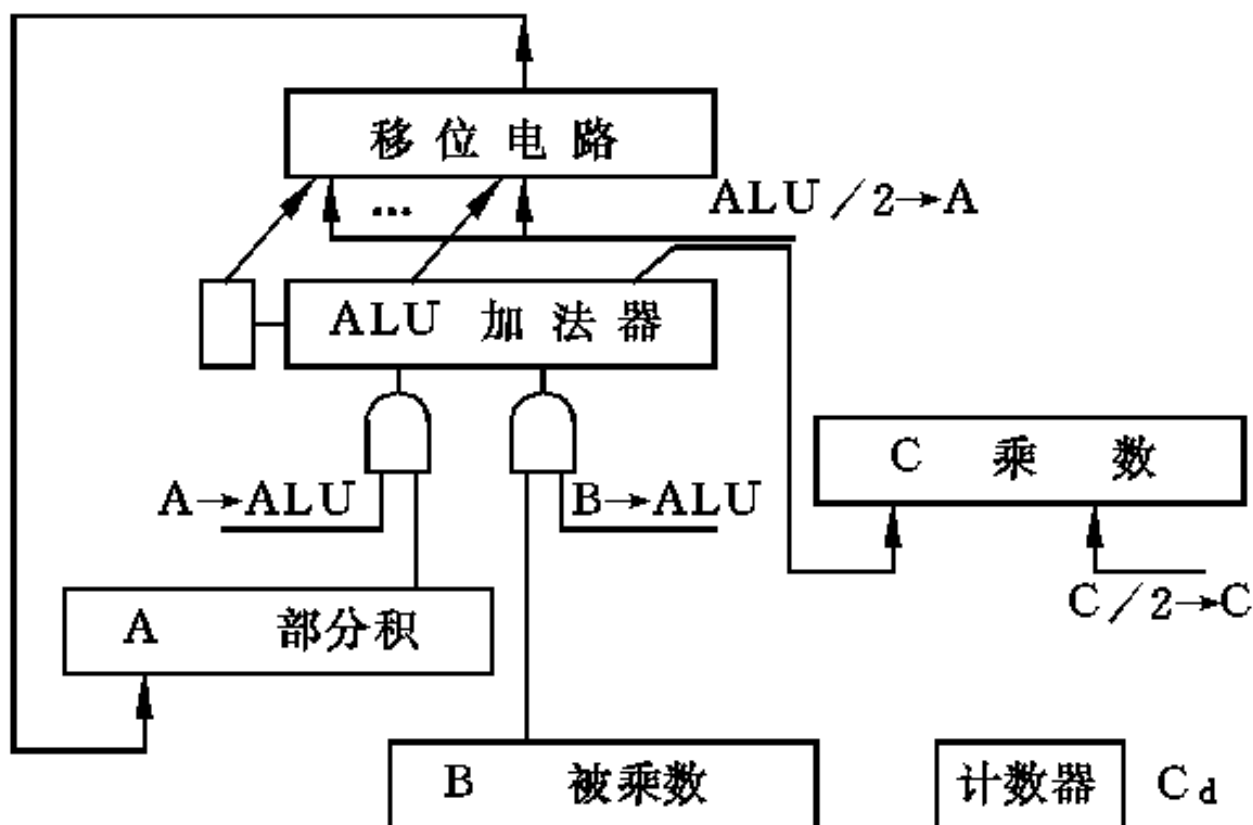 移位电路
...
ALU/2→A
ALU 加法器
C 乘数
A→ALU
B→ALU
C/2→C
A 部分积
B 被乘数
计数器 Cd